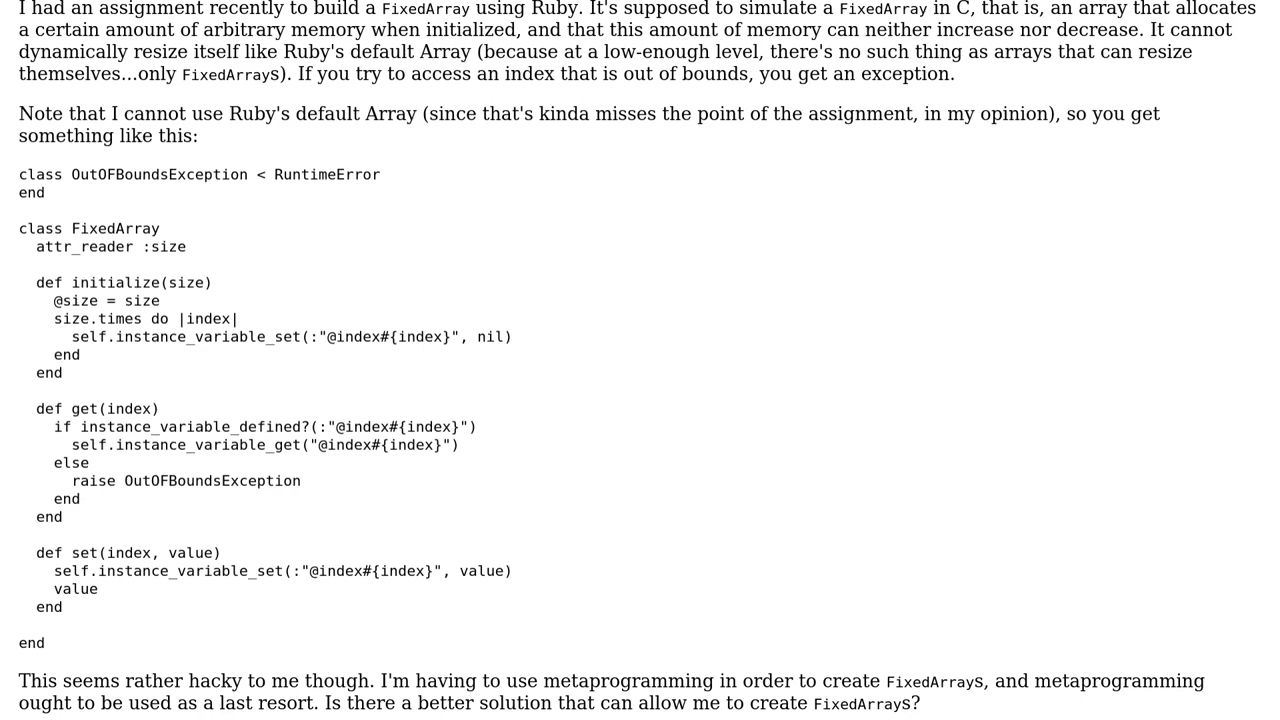 I had an assignment recently to build a FixedArray using Ruby. It's supposed to simulate a FixedArray in C, that is, an array that allocates
a certain amount of arbitrary memory when initialized, and that this amount of memory can neither increase nor decrease. It cannot
dynamically resize itself like Ruby's default Array (because at a low-enough level, there's no such thing as arrays that can resize
themselves...only FixedArrays). If you try to access an index that is out of bounds, you get an exception.
Note that I cannot use Ruby's default Array (since that's kinda misses the point of the assignment, in my opinion), so you get
something like this:
class OutOFBoundsException < RuntimeError
end
class FixedArray
  attr_reader :size
  def initialize(size)
    @size = size
    size.times do |index|
      self.instance_variable_set(:"@index#{index}", nil)
    end
  end
  def get(index)
    if instance_variable_defined?(:"@index#{index}")
      self.instance_variable_get("@index#{index}")
    else
      raise OutOFBoundsException
    end
  end
  def set(index, value)
    self.instance_variable_set(:"@index#{index}", value)
    value
  end
end
This seems rather hacky to me though. I'm having to use metaprogramming in order to create FixedArrays, and metaprogramming
ought to be used as a last resort. Is there a better solution that can allow me to create FixedArrays?